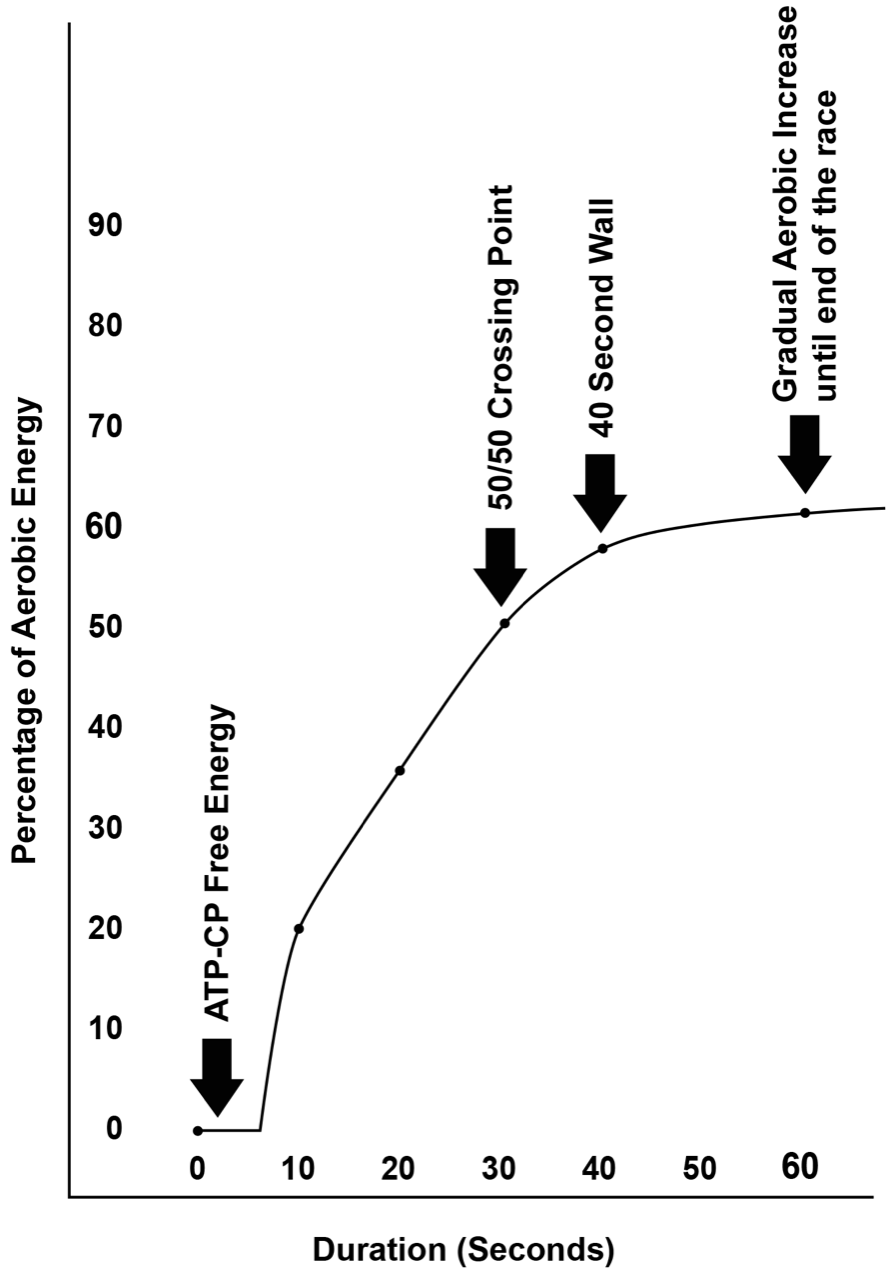 Gradual Aerobic Increase
until end of the race
50/50 Crossing Point
40 Second Wall
ATP-CP Free Energy
Percentage of Aerobic Energy
90
80
70
60
50
40
30
20
10
0
0 10 20 30 40 50 60
Duration (Seconds)